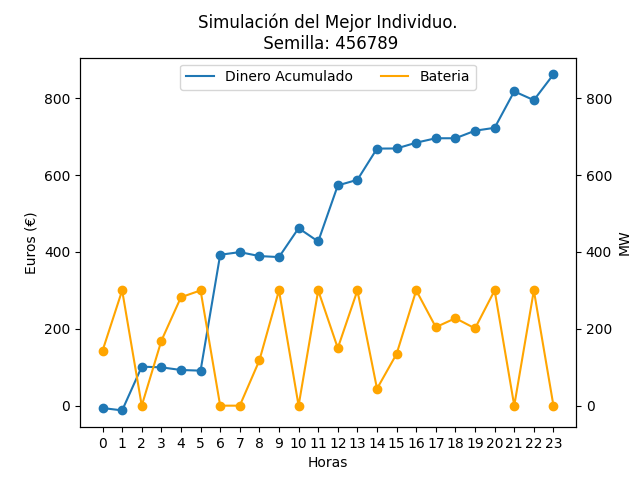 Simulación del Mejor Individuo.
Semilla: 456789
Dinero Acumulado
Bateria
800
600
400
200
0
Euros (€)
800
600
400
200
0
MW
0 1 2 3 4 5 6 7 8 9 10 11 12 13 14 15 16 17 18 19 20 21 22 23
Horas